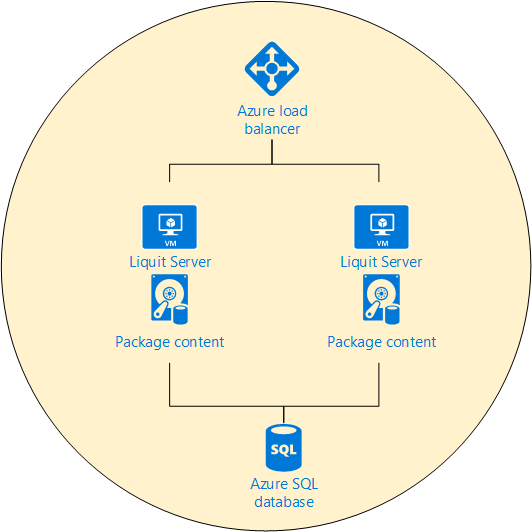 Azure load
balancer
VM
VM
Liquit Server
Liquit Server
Package content
Package content
SQL
Azure SQL
database